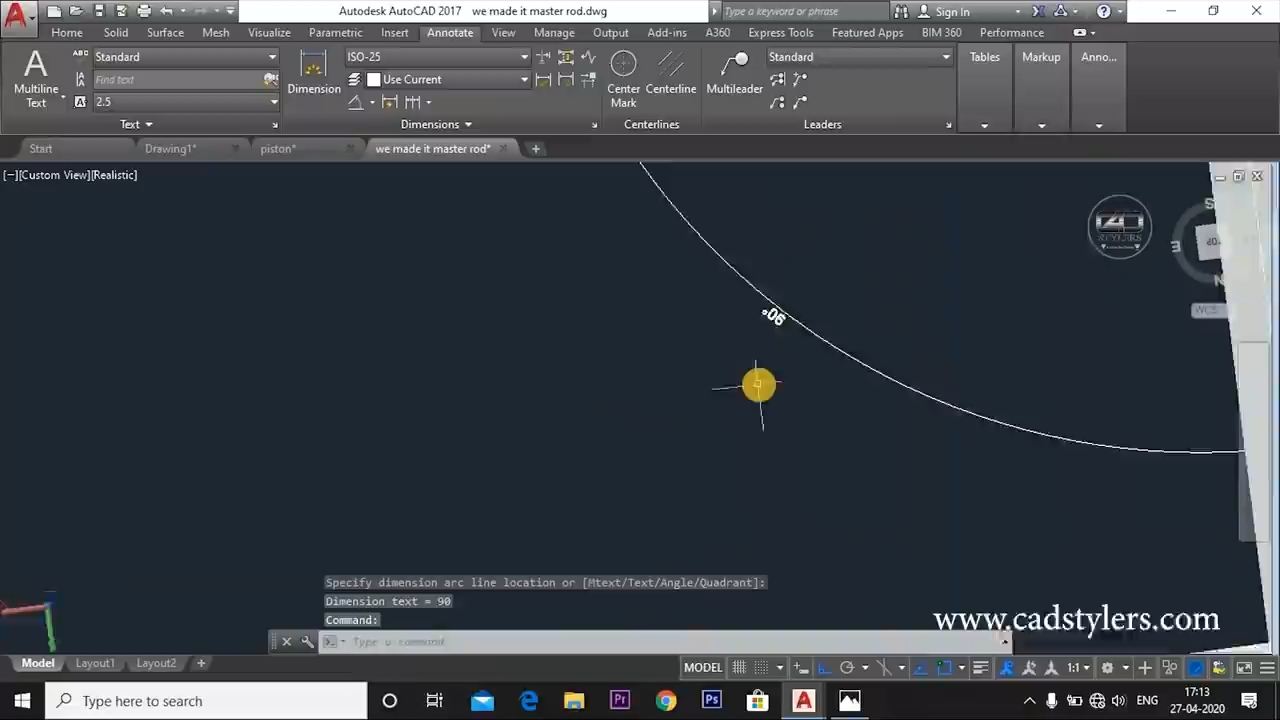 Autodesk AutoCAD 2017 we made it master rod.dwg
Type a keyword or phrase
Sign In
Home Solid Surface Mesh Visualize Parametric Insert Annotate View Manage Output Add-ins A360 Express Tools Featured Apps BIM 360 Performance
Multiline
Text
Standard
Find text
2.5
Text
Dimension
ISO-25
Use Current
Dimensions
Center
Mark
Centerline
Centerlines
Multileader
Standard
Leaders
Tables
Markup
Anno...
Start Drawing1* piston* we made it master rod*
[−][Custom View][Realistic]
STYLERS
S
TOP
E
N
WCS
90°
Specify dimension arc line location or [Mtext/Text/Angle/Quadrant]:
Dimension text = 90
Command:
Type a command
www.cadstylers.com
Model Layout1 Layout2
MODEL
1:1
Type here to search
Pr
Ps
ENG
17:13
27-04-2020